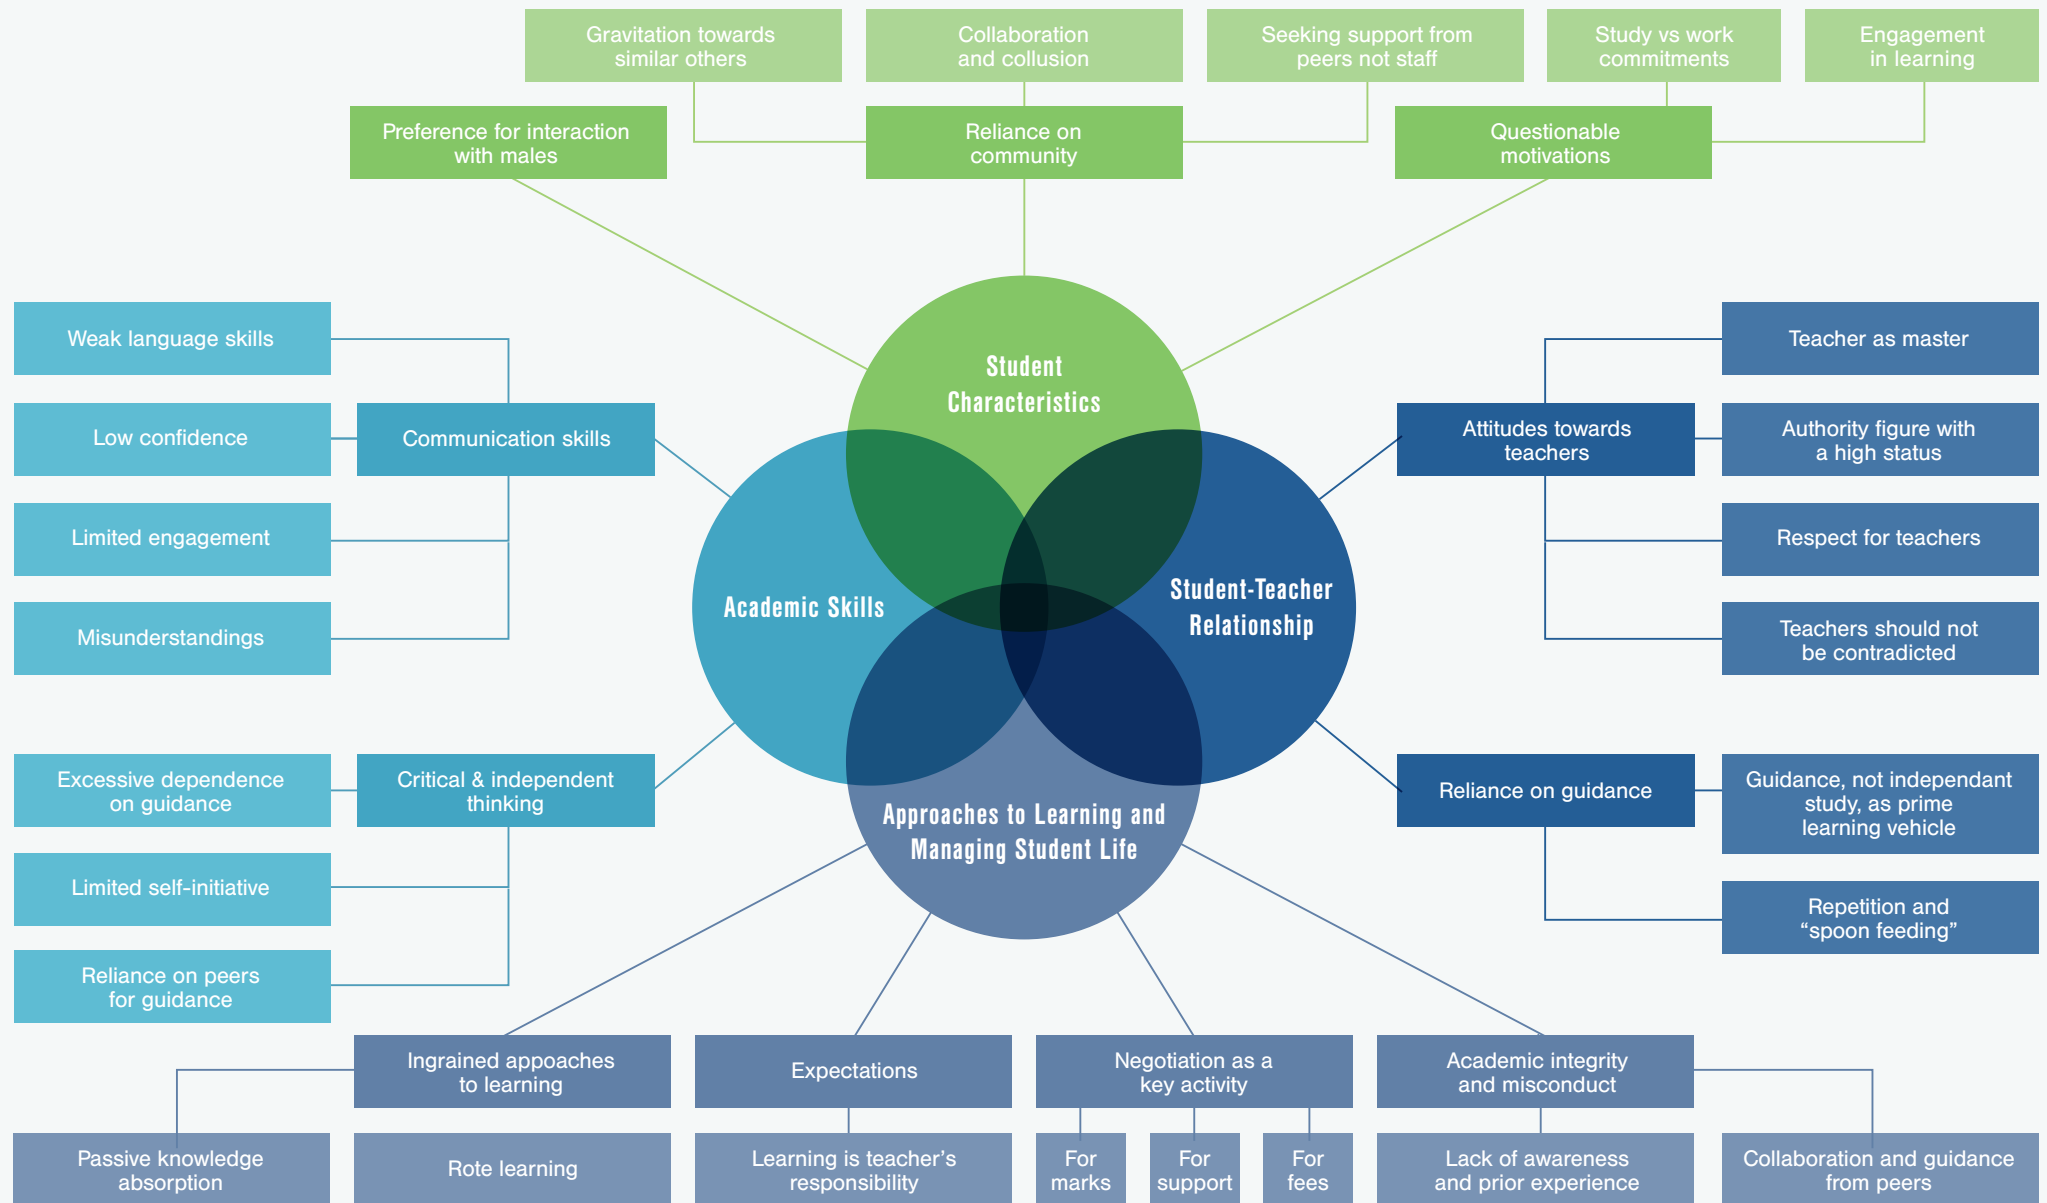 Gravitation towards
similar others
Collaboration
and collusion
Seeking support from
peers not staff
Study vs work
commitments
Engagement
in learning
Preference for interaction
with males
Reliance on
community
Questionable
motivations
Student
Characteristics
Weak language skills
Low confidence
Limited engagement
Misunderstandings
Communication skills
Excessive dependence
on guidance
Limited self-initiative
Reliance on peers
for guidance
Critical & independent
thinking
Academic Skills
Student-Teacher
Relationship
Attitudes towards
teachers
Teacher as master
Authority figure with
a high status
Respect for teachers
Teachers should not
be contradicted
Reliance on guidance
Guidance, not independant
study, as prime
learning vehicle
Repetition and
“spoon feeding”
Approaches to Learning and
Managing Student Life
Ingrained appoaches
to learning
Expectations
Negotiation as a
key activity
Academic integrity
and misconduct
Passive knowledge
absorption
Rote learning
Learning is teacher’s
responsibility
For
marks
For
support
For
fees
Lack of awareness
and prior experience
Collaboration and guidance
from peers